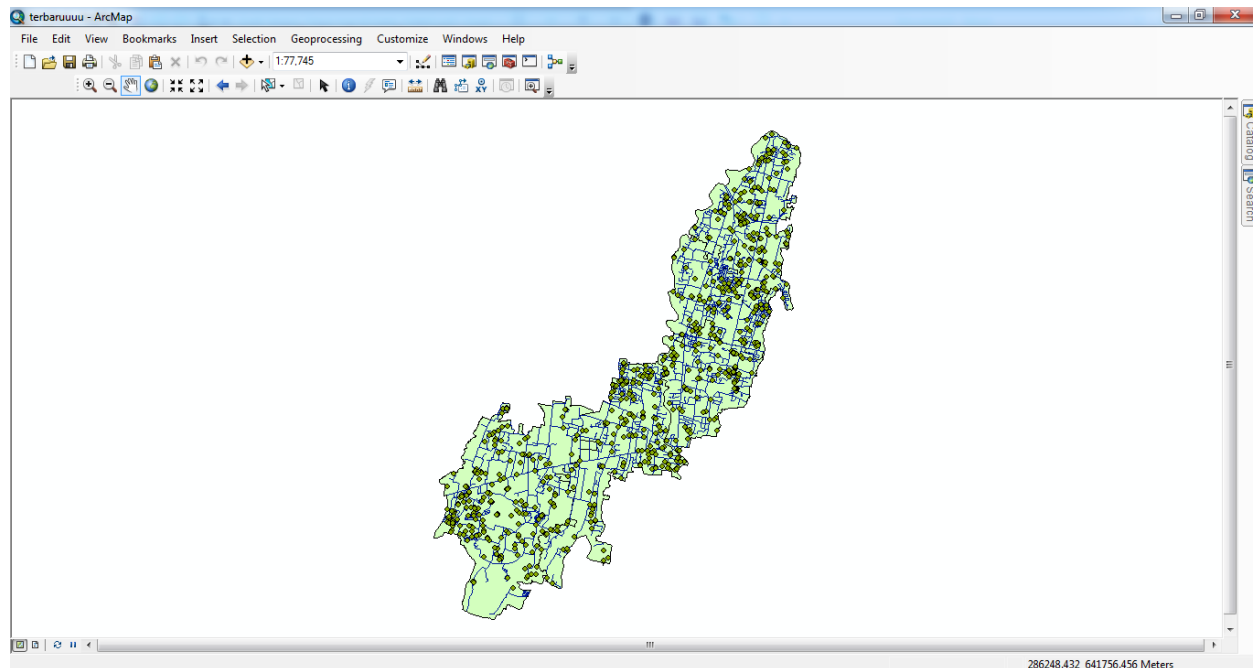 terbaruuuu - ArcMap
File Edit View Bookmarks Insert Selection Geoprocessing Customize Windows Help
1:77,745
XY
Catalog
Search
286248.432 641756.456 Meters